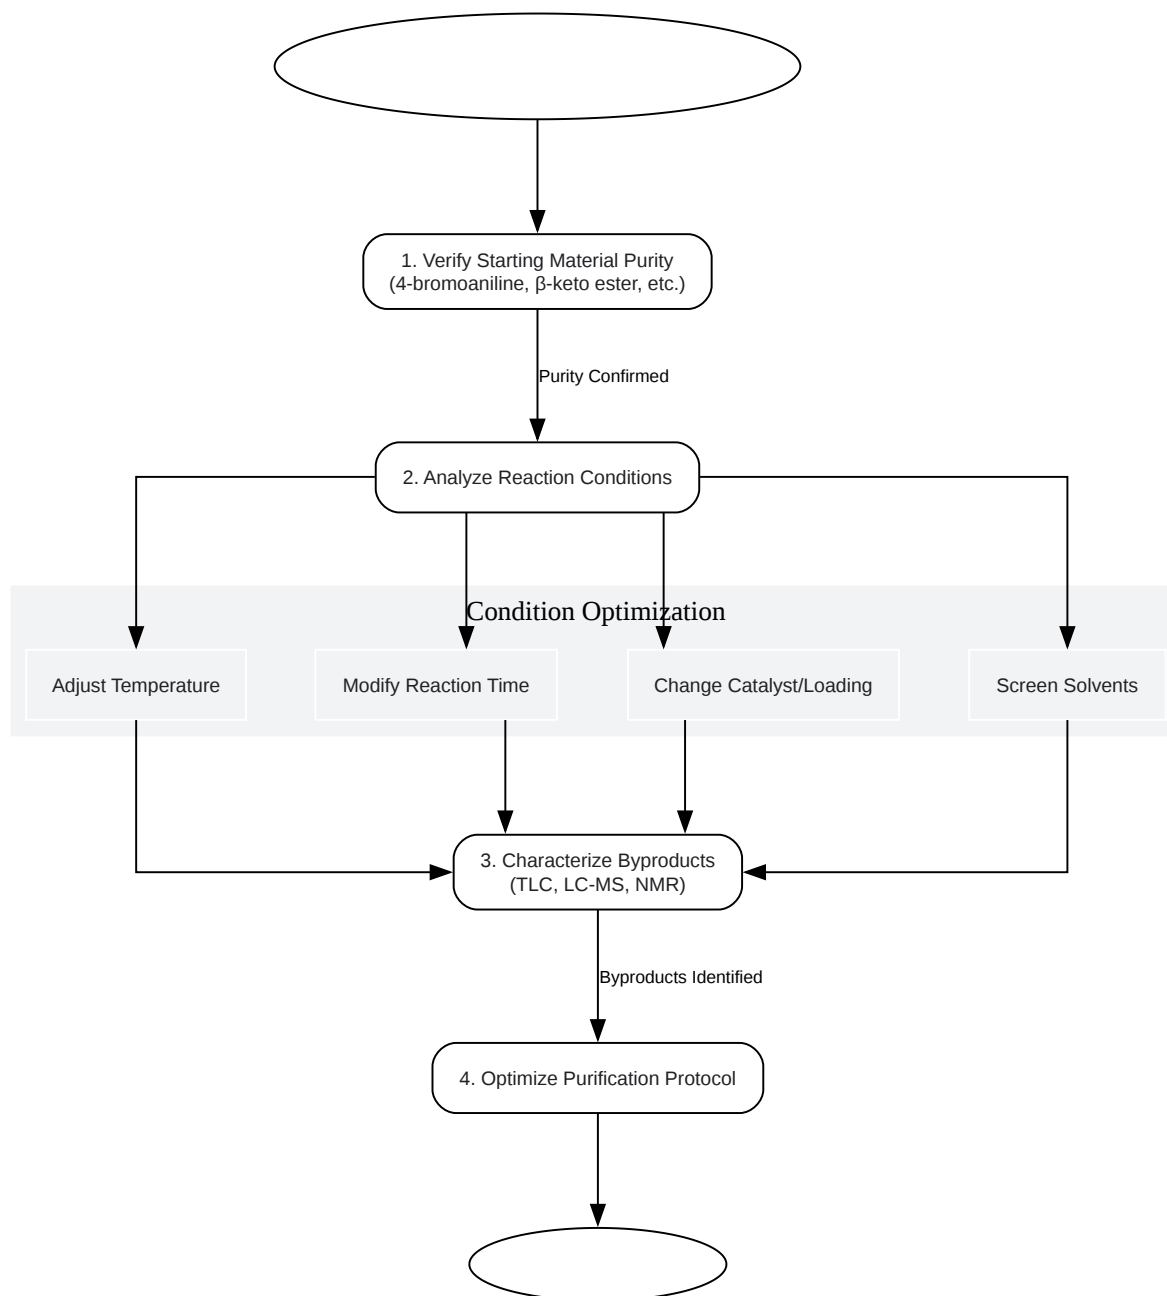 1. Verify Starting Material Purity
(4-bromoaniline, β-keto ester, etc.)
Purity Confirmed
2. Analyze Reaction Conditions
Condition Optimization
Adjust Temperature
Modify Reaction Time
Change Catalyst/Loading
Screen Solvents
3. Characterize Byproducts
(TLC, LC-MS, NMR)
Byproducts Identified
4. Optimize Purification Protocol